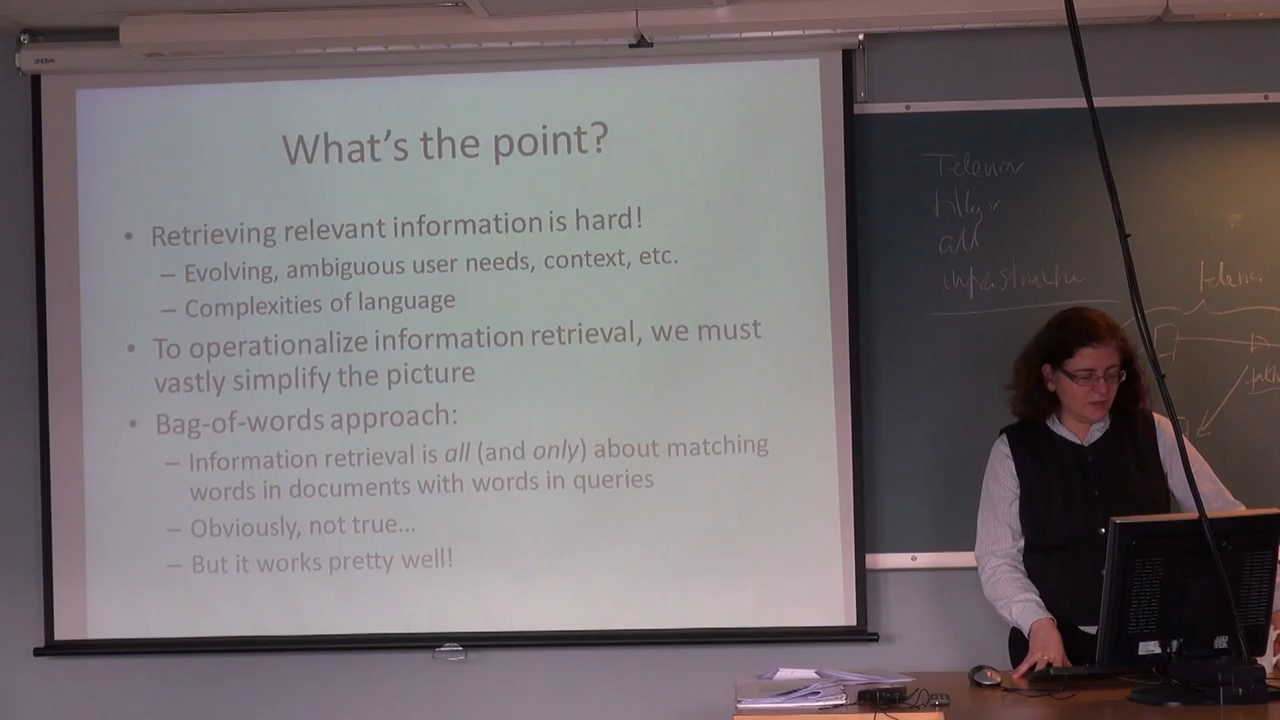 What's the point?
• Retrieving relevant information is hard!
– Evolving, ambiguous user needs, context, etc.
– Complexities of language
• To operationalize information retrieval, we must
vastly simplify the picture
• Bag-of-words approach:
– Information retrieval is all (and only) about matching
words in documents with words in queries
– Obviously, not true...
– But it works pretty well!
Telenor
all
infrastruktur